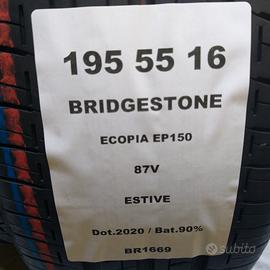 195 55 16
BRIDGESTONE
ECOPIA EP150
87V
ESTIVE
Dot.2020 / Bat.90%
BR1669
subito